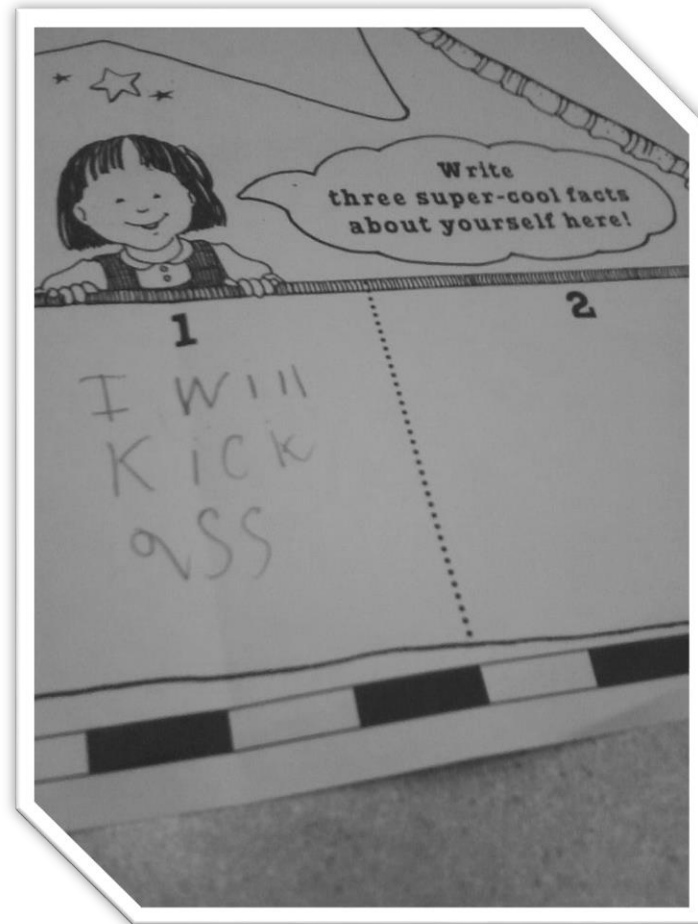 Write
three super-cool facts
about yourself here!
1
2
I will
Kick
ass